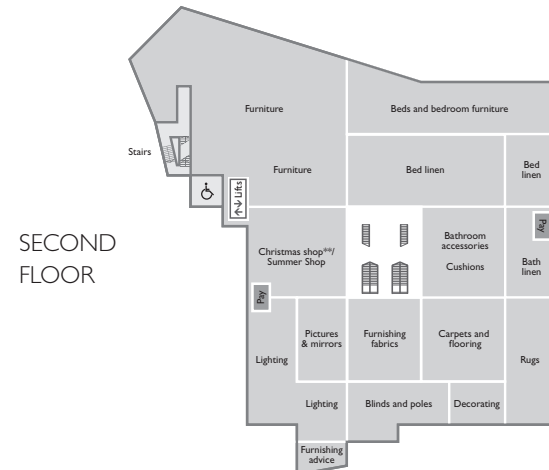 SECOND
FLOOR
Furniture
Beds and bedroom furniture
Stairs
Furniture
Bed linen
Bed
linen
Lifts
Christmas shop**/
Summer Shop
Bathroom
accessories
Cushions
Pay
Bath
linen
Pay
Lighting
Pictures
& mirrors
Furnishing
fabrics
Carpets and
flooring
Rugs
Lighting
Blinds and poles
Decorating
Furnishing
advice